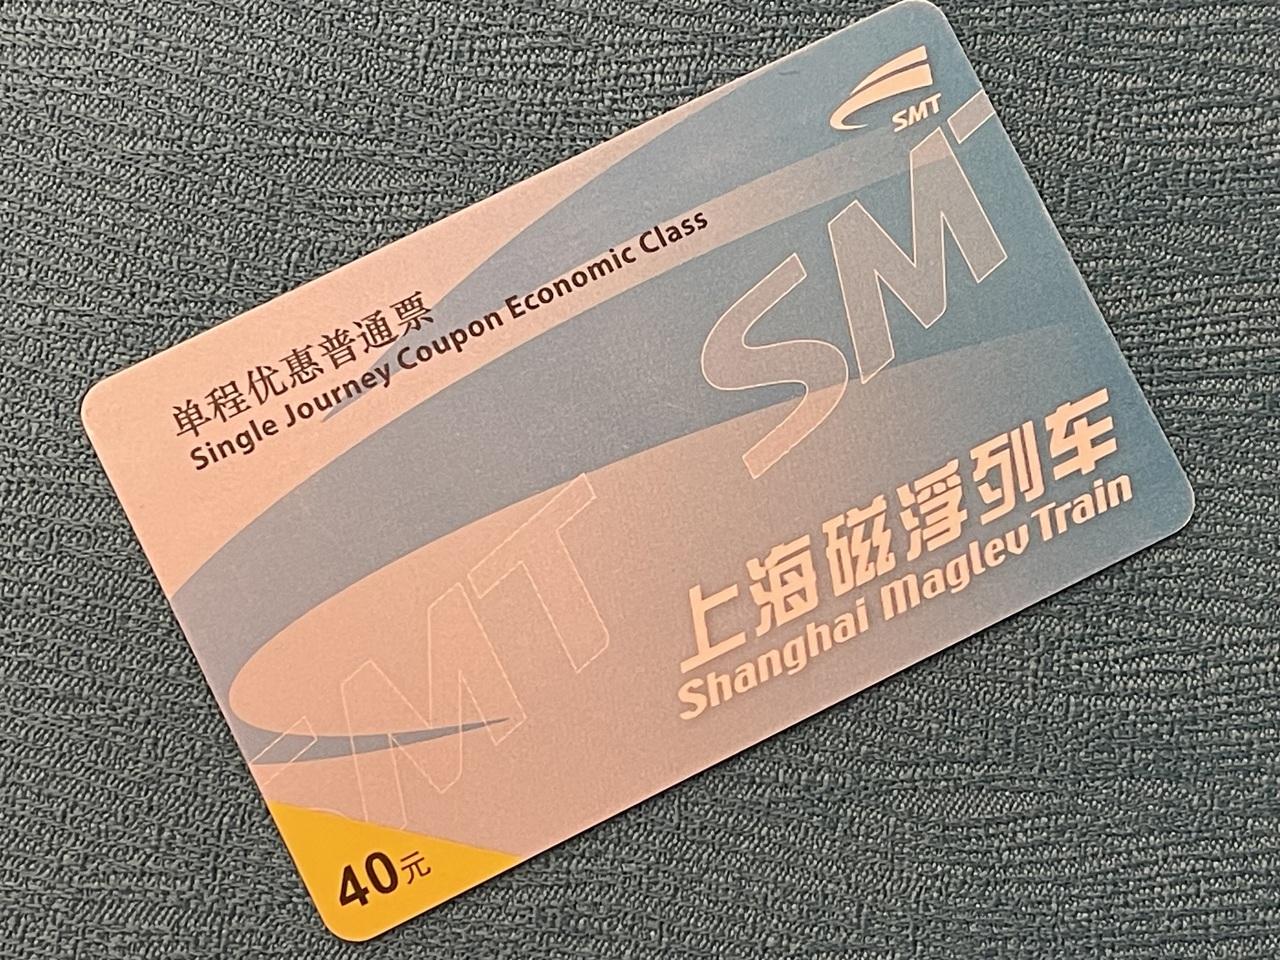 SMT
单程优惠普通票
Single Journey Coupon Economic Class
SMT
上海磁浮列车
Shanghai Maglev Train
SMT
40元